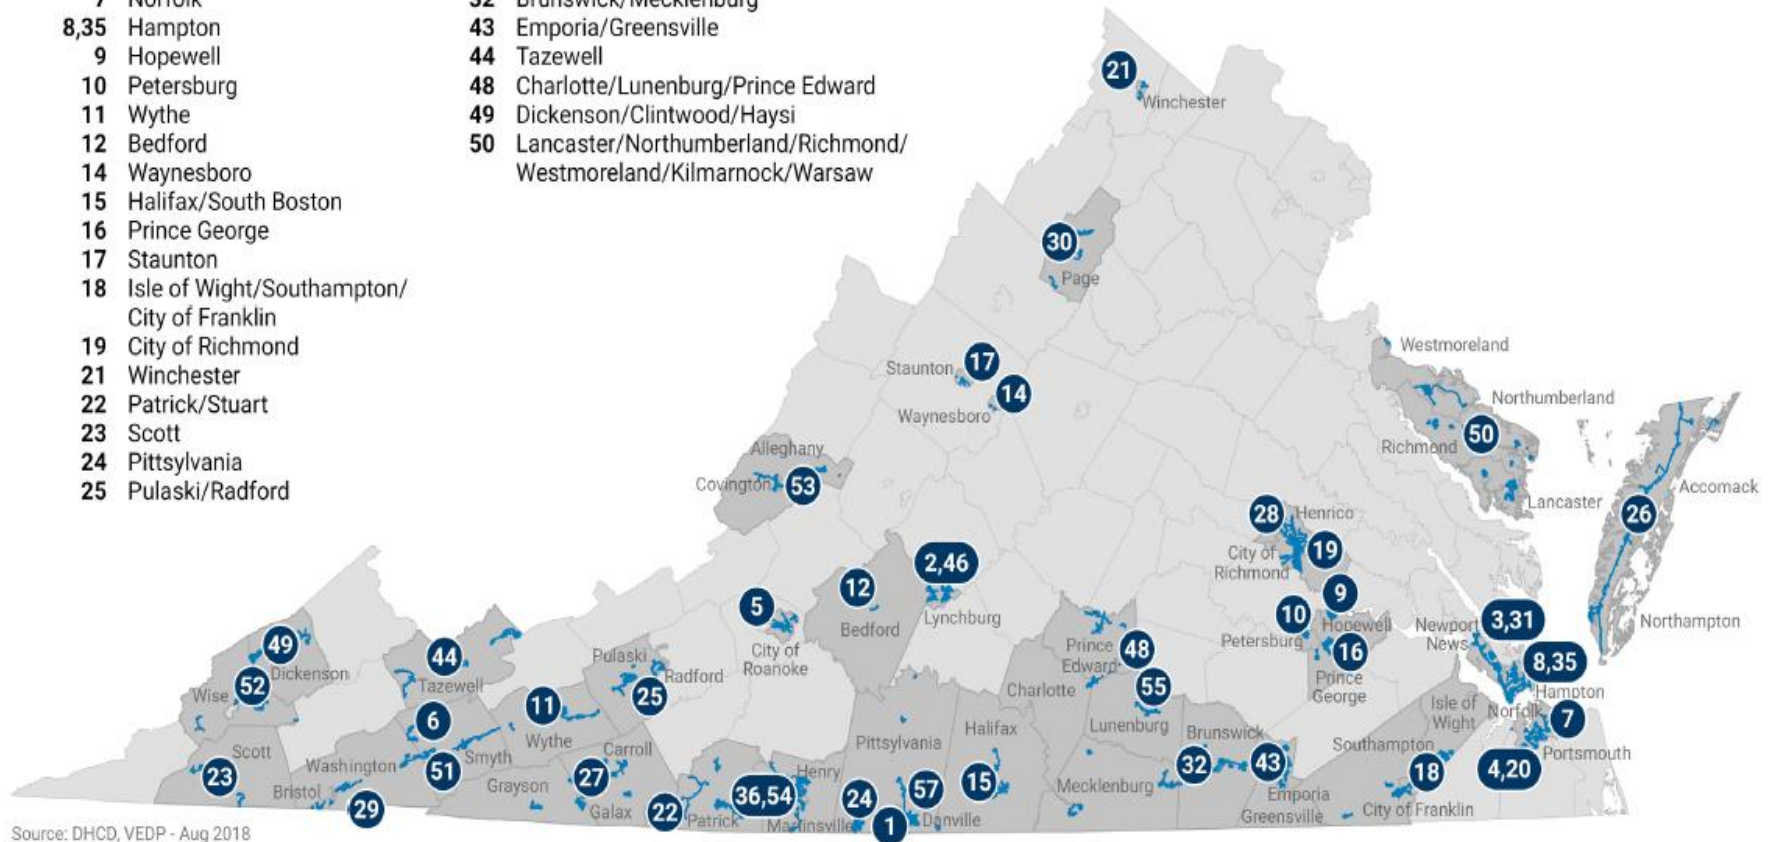 7 Norfolk
8,35 Hampton
9 Hopewell
10 Petersburg
11 Wythe
12 Bedford
14 Waynesboro
15 Halifax/South Boston
16 Prince George
17 Staunton
18 Isle of Wight/Southampton/
City of Franklin
19 City of Richmond
21 Winchester
22 Patrick/Stuart
23 Scott
24 Pittsylvania
25 Pulaski/Radford
32 Brunswick/Mecklenburg
43 Emporia/Greensville
44 Tazewell
48 Charlotte/Lunenburg/Prince Edward
49 Dickenson/Clintwood/Haysi
50 Lancaster/Northumberland/Richmond/
Westmoreland/Kilmarnock/Warsaw
21
Winchester
30
Page
Staunton
17
14
Waynesboro
Westmoreland
Northumberland
50
Richmond
Lancaster
Accomack
26
Northampton
Alleghany
Covington
53
28
Henrico
19
City of
Richmond
9
10
Hopewell
Petersburg
16
Prince
George
Newport
News
3,31
8,35
Hampton
Norfolk
7
Portsmouth
4,20
Isle of
Wight
Southampton
18
City of Franklin
12
Bedford
2,46
Lynchburg
5
City of
Roanoke
Prince
Edward
48
Charlotte
55
Lunenburg
Brunswick
32
43
Mecklenburg
Emporia
Greensville
49
Dickenson
Wise
52
44
Tazewell
Pulaski
Radford
25
11
Wythe
6
Smyth
51
Washington
Scott
23
Bristol
29
Grayson
Carroll
27
Galax
22
Patrick
Henry
36,54
Martinsville
Pittsylvania
24
1
57
Danville
Halifax
15
Source: DHCD, VEDP - Aug 2018